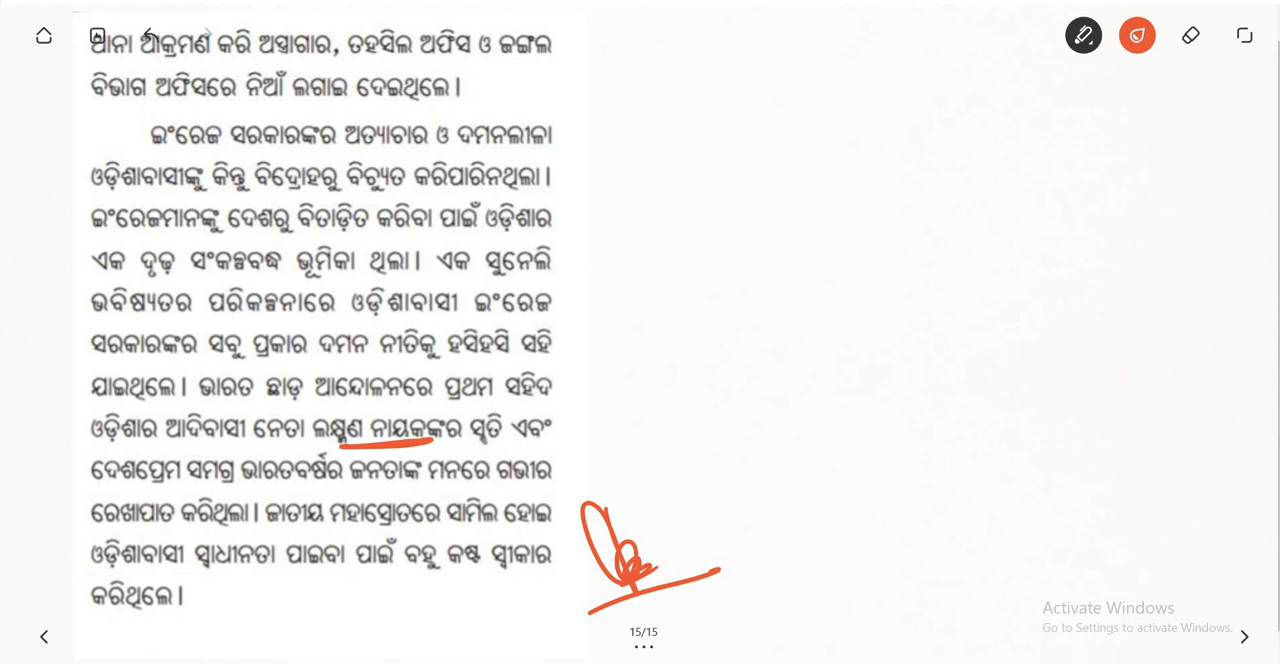 ଥାନା ଆକ୍ରମଣ କରି ଅସ୍ତ୍ରାଗାର, ତହସିଲ ଅଫିସ ଓ ଜଙ୍ଗଲ
ବିଭାଗ ଅଫିସରେ ନିଆଁ ଲଗାଇ ଦେଇଥିଲେ।
ଇଂରେଜ ସରକାରଙ୍କର ଅତ୍ୟାଚାର ଓ ଦମନଲୀଳା
ଓଡ଼ିଶାବାସୀଙ୍କୁ କିନ୍ତୁ ବିଦ୍ରୋହରୁ ବିଚ୍ୟୁତ କରିପାରିନଥିଲା।
ଇଂରେଜମାନଙ୍କୁ ଦେଶରୁ ବିତାଡ଼ିତ କରିବା ପାଇଁ ଓଡ଼ିଶାର
ଏକ ଦୃଢ଼ ସଂକଳ୍ପବଦ୍ଧ ଭୂମିକା ଥିଲା। ଏକ ସୁନେଲି
ଭବିଷ୍ୟତର ପରିକଳ୍ପନାରେ ଓଡ଼ିଶାବାସୀ ଇଂରେଜ
ସରକାରଙ୍କର ସବୁ ପ୍ରକାର ଦମନ ନୀତିକୁ ହସିହସି ସହି
ଯାଇଥିଲେ। ଭାରତ ଛାଡ଼ ଆନ୍ଦୋଳନରେ ପ୍ରଥମ ସହିଦ
ଓଡ଼ିଶାର ଆଦିବାସୀ ନେତା ଲକ୍ଷ୍ମଣ ନାୟକଙ୍କର ସ୍ମୃତି ଏବଂ
ଦେଶପ୍ରେମ ସମଗ୍ର ଭାରତବର୍ଷର ଜନତାଙ୍କ ମନରେ ଗଭୀର
ରେଖାପାତ କରିଥିଲା। ଜାତୀୟ ମହାସ୍ରୋତରେ ସାମିଲ ହୋଇ
ଓଡ଼ିଶାବାସୀ ସ୍ୱାଧୀନତା ପାଇବା ପାଇଁ ବହୁ କଷ୍ଟ ସ୍ୱୀକାର
କରିଥିଲେ।
15/15
Activate Windows
Go to Settings to activate Windows.